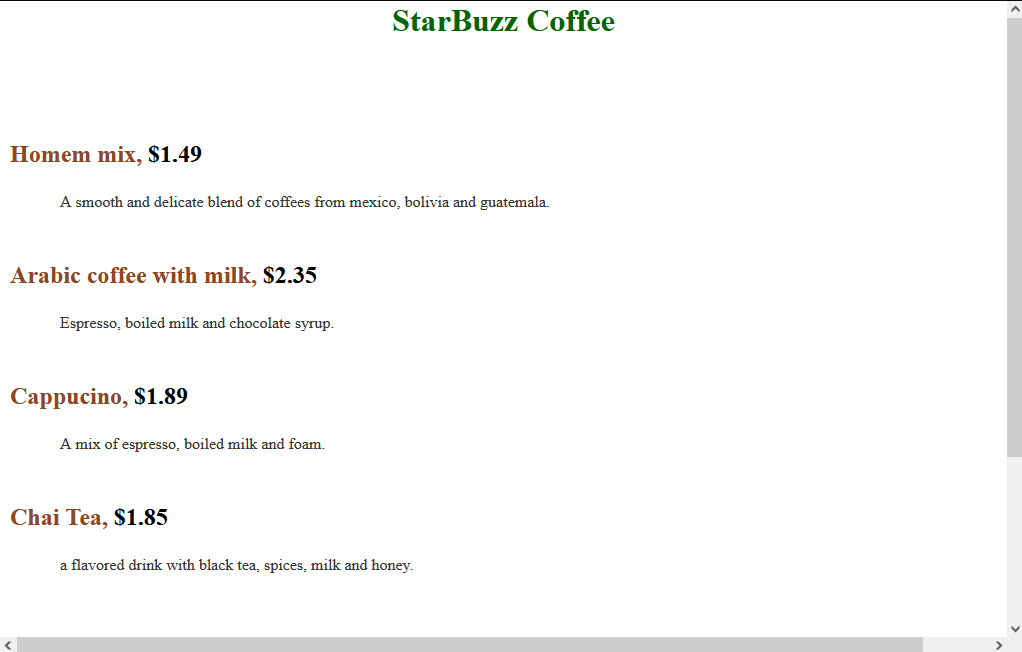 StarBuzz Coffee
Homem mix, $1.49
A smooth and delicate blend of coffees from mexico, bolivia and guatemala.
Arabic coffee with milk, $2.35
Espresso, boiled milk and chocolate syrup.
Cappucino, $1.89
A mix of espresso, boiled milk and foam.
Chai Tea, $1.85
a flavored drink with black tea, spices, milk and honey.